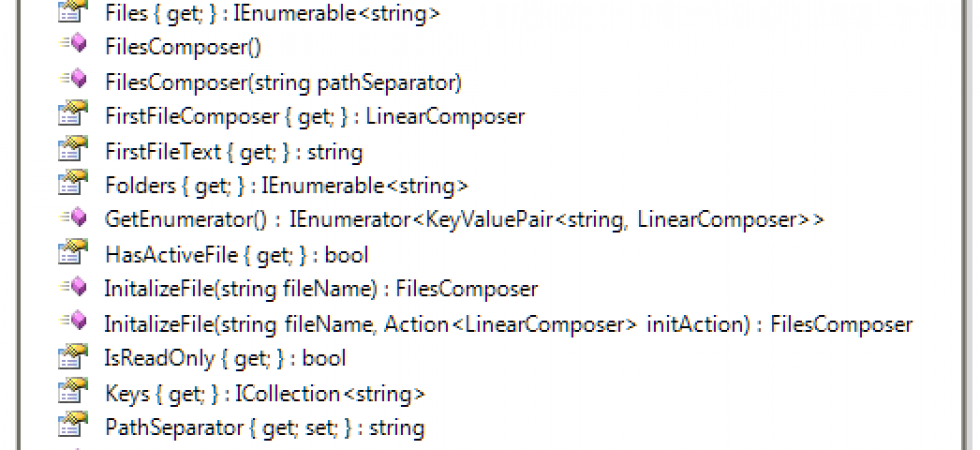 Files { get; } : IEnumerable<string>
FilesComposer()
FilesComposer(string pathSeparator)
FirstFileComposer { get; } : LinearComposer
FirstFileText { get; } : string
Folders { get; } : IEnumerable<string>
GetEnumerator() : IEnumerator<KeyValuePair<string, LinearComposer>>
HasActiveFile { get; } : bool
InitalizeFile(string fileName) : FilesComposer
InitalizeFile(string fileName, Action<LinearComposer> initAction) : FilesComposer
IsReadOnly { get; } : bool
Keys { get; } : ICollection<string>
PathSeparator { get; set; } : string